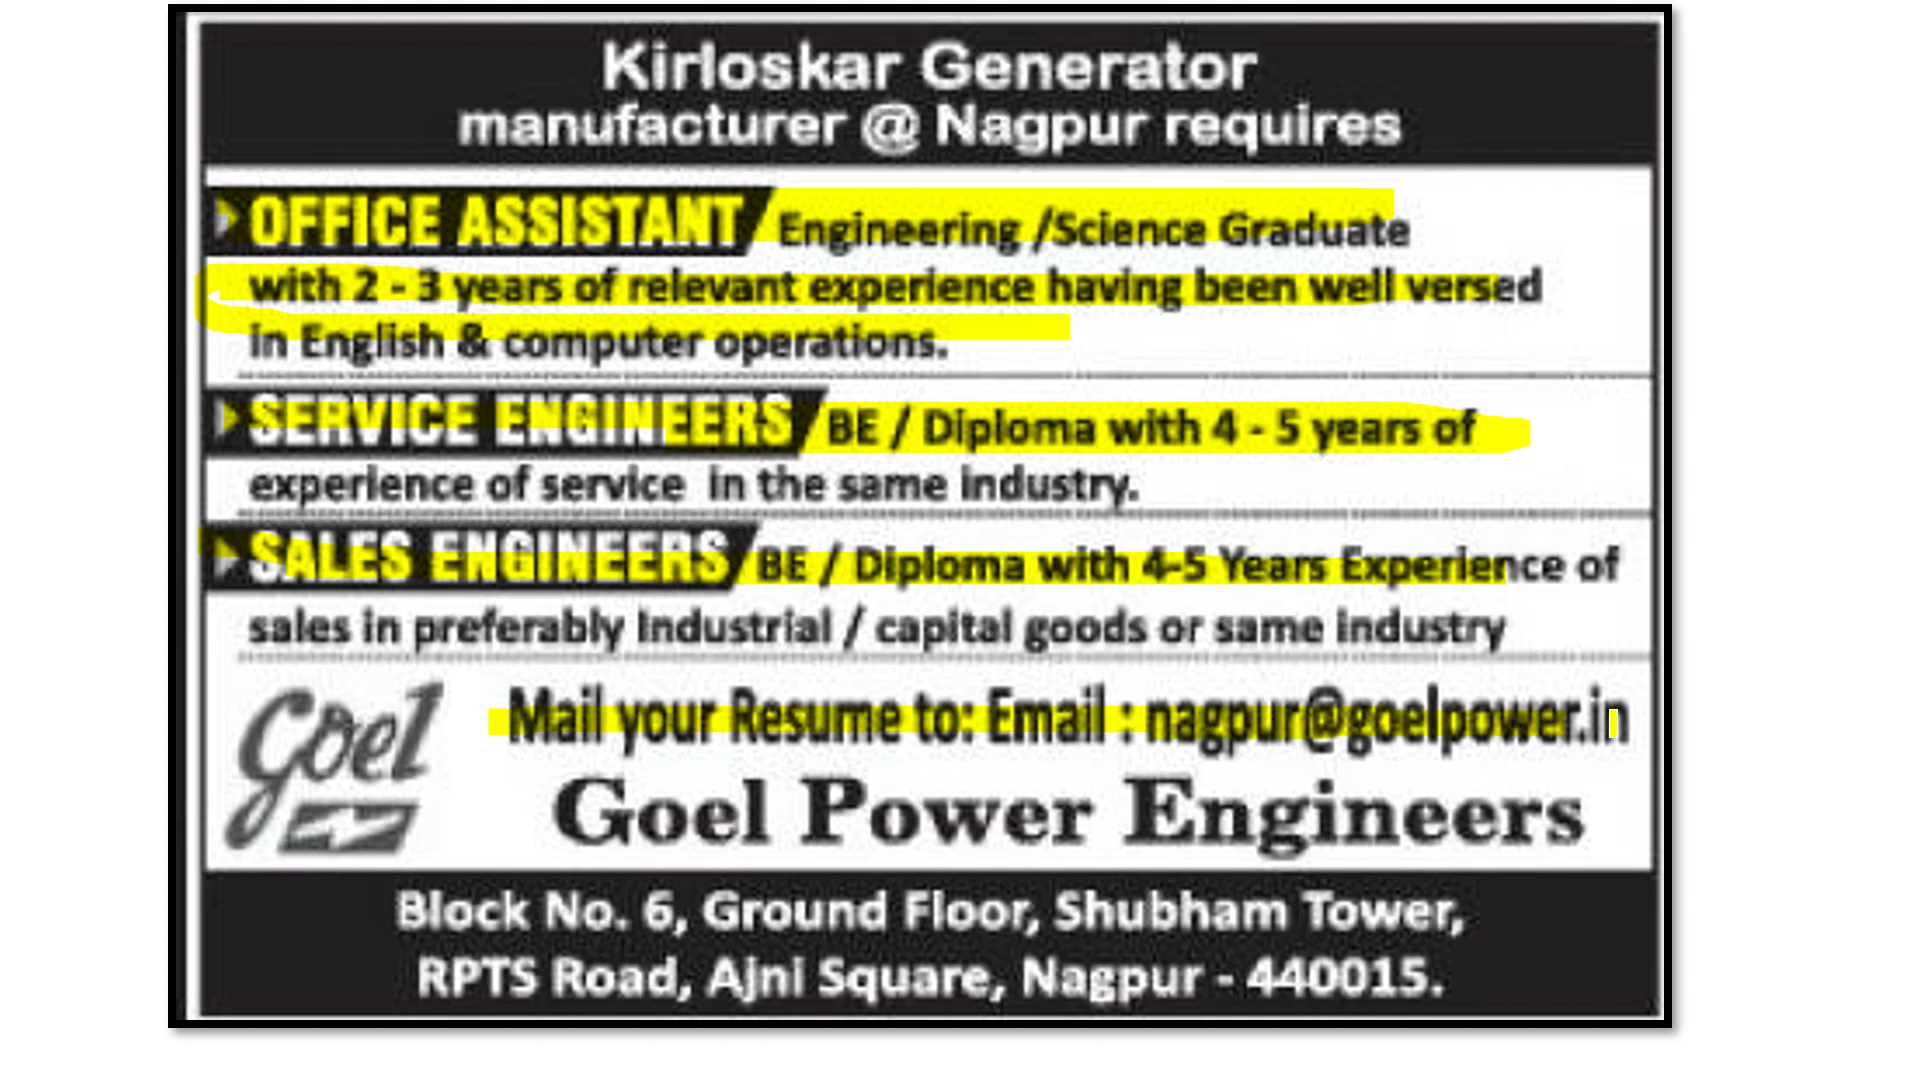 Kirloskar Generator
manufacturer @ Nagpur requires
OFFICE ASSISTANT Engineering /Science Graduate
with 2 - 3 years of relevant experience having been well versed
in English & computer operations.
SERVICE ENGINEERS BE / Diploma with 4 - 5 years of
experience of service in the same industry.
SALES ENGINEERS BE / Diploma with 4-5 Years Experience of
sales in preferably Industrial / capital goods or same industry
Mail your Resume to: Email : nagpur@goelpower.in
Goel
Goel Power Engineers
Block No. 6, Ground Floor, Shubham Tower,
RPTS Road, Ajni Square, Nagpur - 440015.